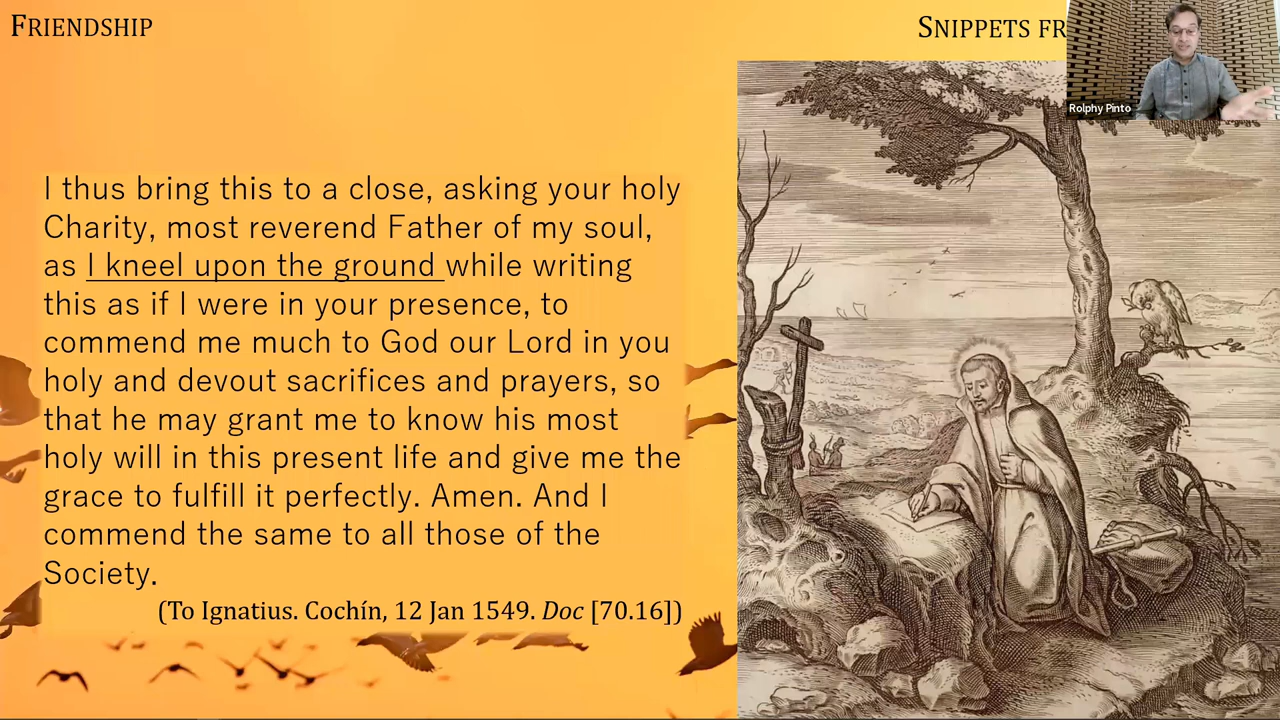 FRIENDSHIP
SNIPPETS FR
Rolphy Pinto
I thus bring this to a close, asking your holy
Charity, most reverend Father of my soul,
as I kneel upon the ground while writing
this as if I were in your presence, to
commend me much to God our Lord in you
holy and devout sacrifices and prayers, so
that he may grant me to know his most
holy will in this present life and give me the
grace to fulfill it perfectly. Amen. And I
commend the same to all those of the
Society.
(To Ignatius. Cochín, 12 Jan 1549. Doc [70.16])